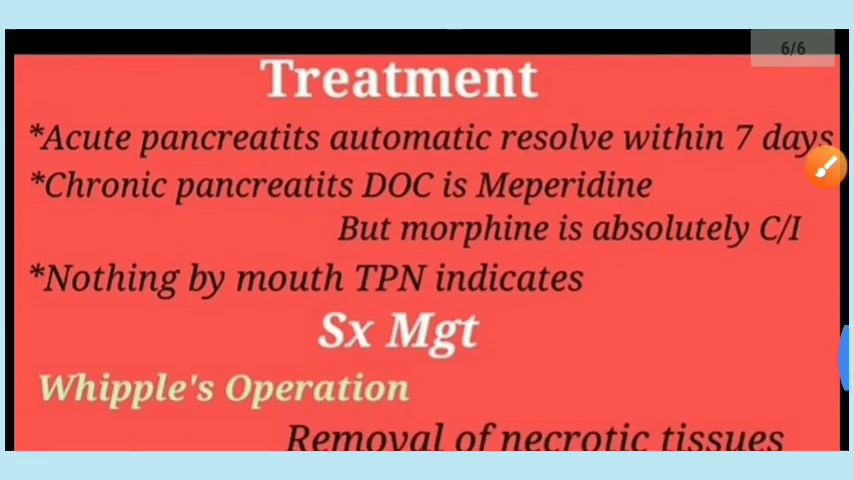 6/6
Treatment
*Acute pancreatits automatic resolve within 7 days
*Chronic pancreatits DOC is Meperidine
But morphine is absolutely C/I
*Nothing by mouth TPN indicates
Sx Mgt
Whipple's Operation
Removal of necrotic tissues